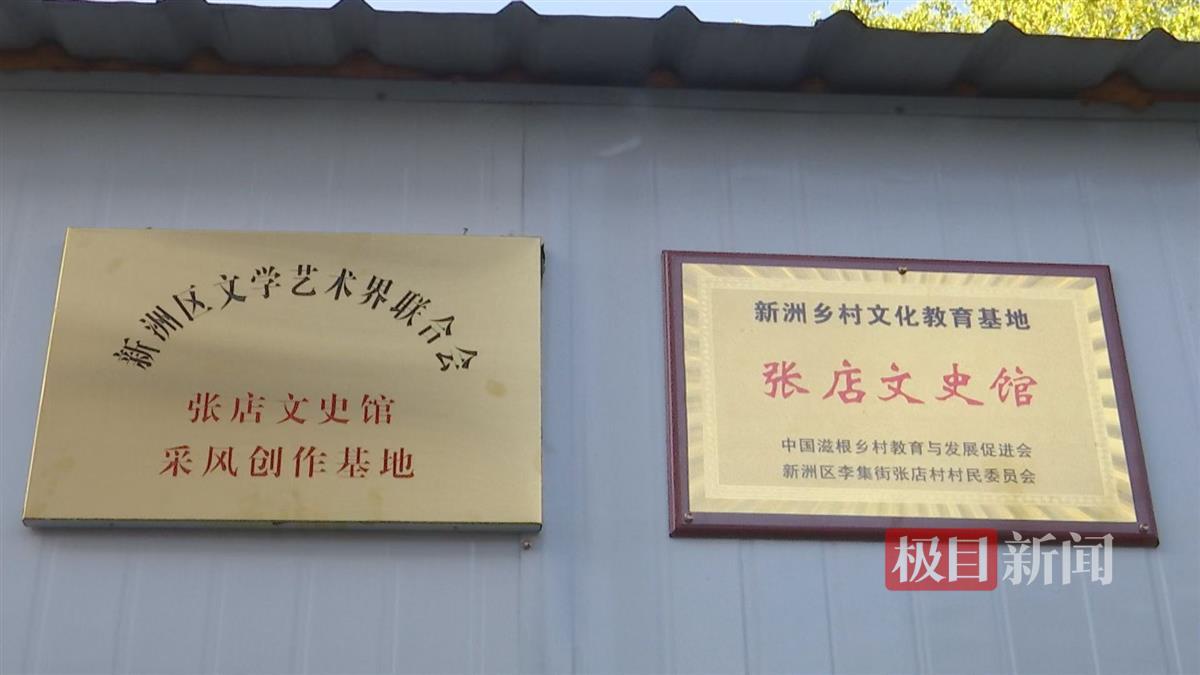 新洲区文学艺术界联合会
张店文史馆
采风创作基地
新洲乡村文化教育基地
张店文史馆
中国滋根乡村教育与发展促进会
新洲区李集街张店村村民委员会
极目新闻